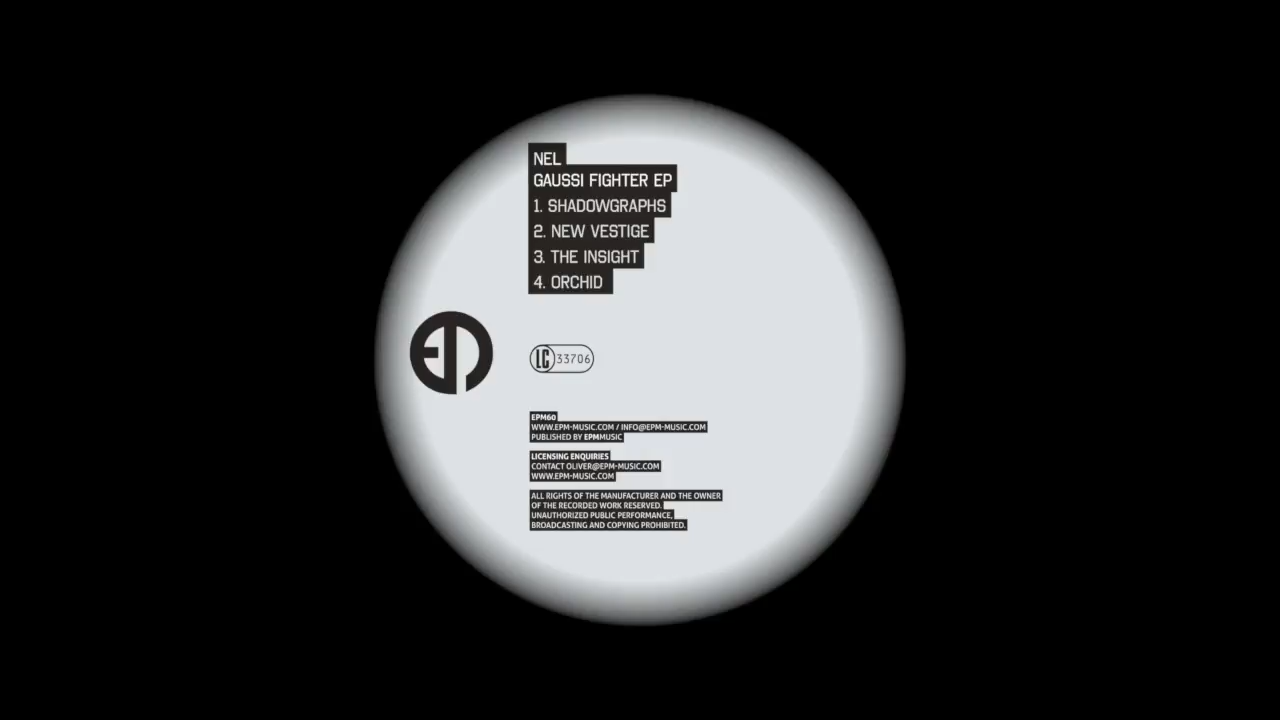 NEL
GAUSSI FIGHTER EP
1. SHADOWGRAPHS
2. NEW VESTIGE
3. THE INSIGHT
4. ORCHID
EPM
LC 33706
EPM60
WWW.EPM-MUSIC.COM / INFO@EPM-MUSIC.COM
PUBLISHED BY EPMMUSIC
LICENSING ENQUIRIES
CONTACT OLIVER@EPM-MUSIC.COM
WWW.EPM-MUSIC.COM
ALL RIGHTS OF THE MANUFACTURER AND THE OWNER
OF THE RECORDED WORK RESERVED.
UNAUTHORIZED PUBLIC PERFORMANCE,
BROADCASTING AND COPYING PROHIBITED.